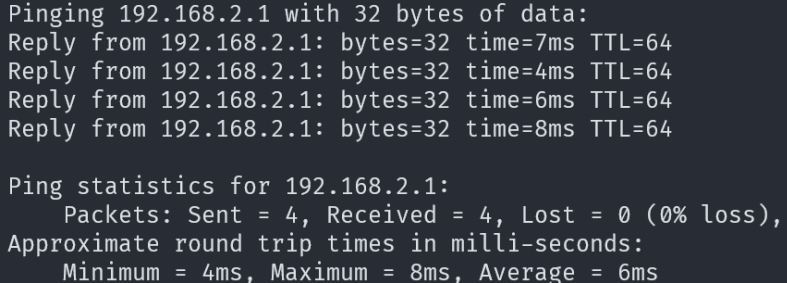 Pinging 192.168.2.1 with 32 bytes of data:
Reply from 192.168.2.1: bytes=32 time=7ms TTL=64
Reply from 192.168.2.1: bytes=32 time=4ms TTL=64
Reply from 192.168.2.1: bytes=32 time=6ms TTL=64
Reply from 192.168.2.1: bytes=32 time=8ms TTL=64
Ping statistics for 192.168.2.1:
Packets: Sent = 4, Received = 4, Lost = 0 (0% loss),
Approximate round trip times in milli-seconds:
Minimum = 4ms, Maximum = 8ms, Average = 6ms